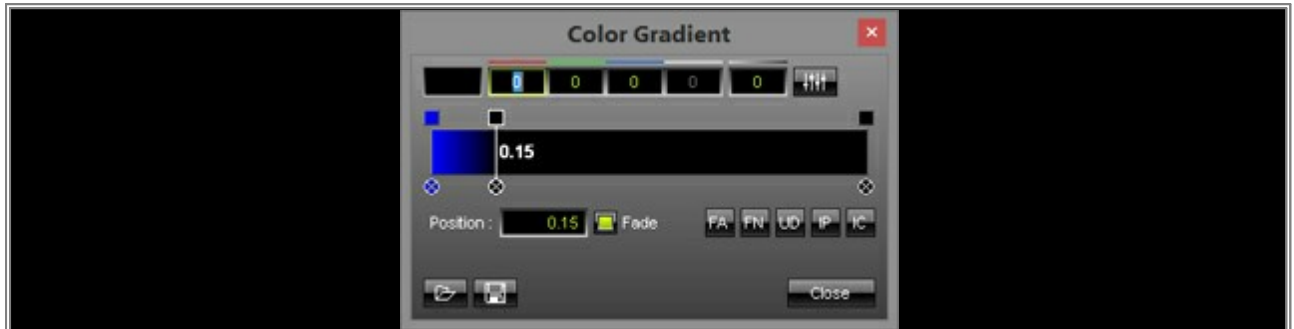 Color Gradient
0 0 0 0 0
0.15
Position : 0.15 Fade FA FN UD IP IC
Close